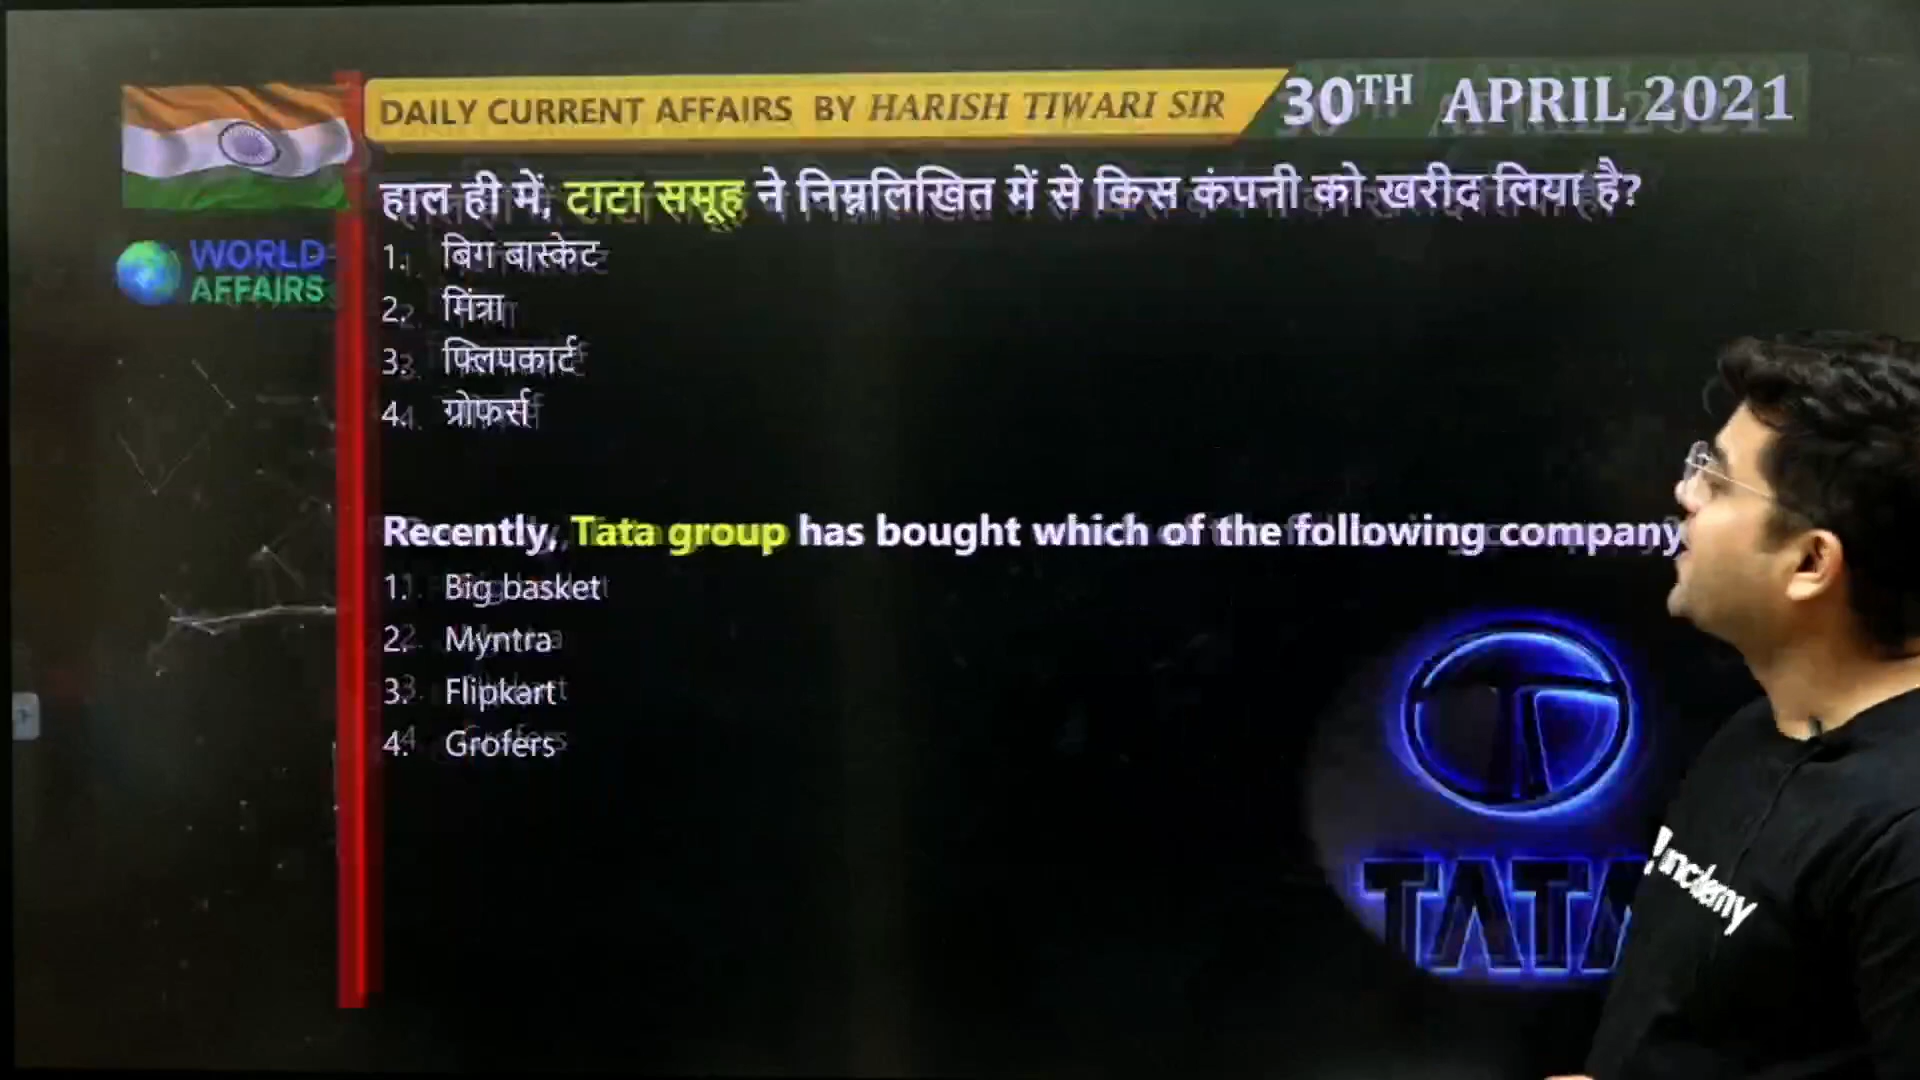 DAILY CURRENT AFFAIRS BY HARISH TIWARI SIR
30TH APRIL 2021
WORLD
AFFAIRS
हाल ही में, टाटा समूह ने निम्नलिखित में से किस कंपनी को खरीद लिया है?
1. बिग बास्केट
2. मिंत्रा
3. फ्लिपकार्ट
4. ग्रोफर्स
Recently, Tata group has bought which of the following company
1. Big basket
2. Myntra
3. Flipkart
4. Grofers
TATA